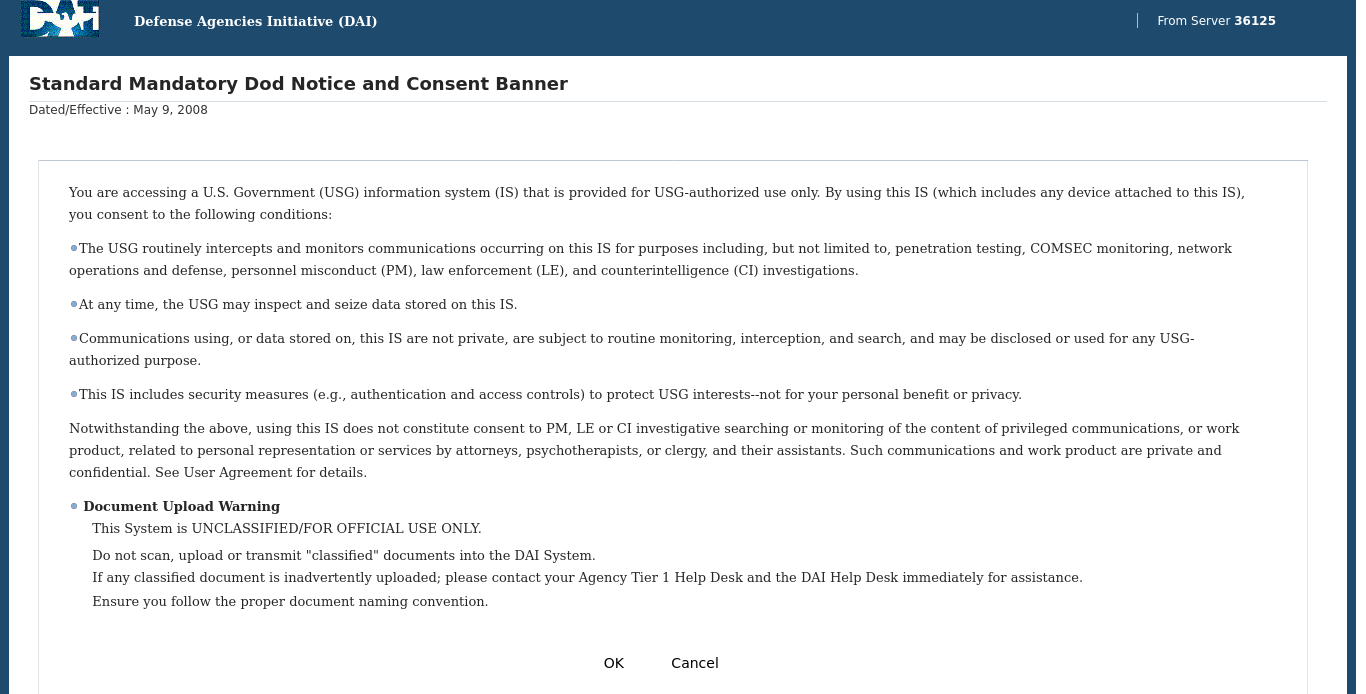 DAI
Defense Agencies Initiative (DAI)
From Server 36125
Standard Mandatory Dod Notice and Consent Banner
Dated/Effective : May 9, 2008
You are accessing a U.S. Government (USG) information system (IS) that is provided for USG-authorized use only. By using this IS (which includes any device attached to this IS),
you consent to the following conditions:
•The USG routinely intercepts and monitors communications occurring on this IS for purposes including, but not limited to, penetration testing, COMSEC monitoring, network
operations and defense, personnel misconduct (PM), law enforcement (LE), and counterintelligence (CI) investigations.
•At any time, the USG may inspect and seize data stored on this IS.
•Communications using, or data stored on, this IS are not private, are subject to routine monitoring, interception, and search, and may be disclosed or used for any USG-
authorized purpose.
•This IS includes security measures (e.g., authentication and access controls) to protect USG interests--not for your personal benefit or privacy.
Notwithstanding the above, using this IS does not constitute consent to PM, LE or CI investigative searching or monitoring of the content of privileged communications, or work
product, related to personal representation or services by attorneys, psychotherapists, or clergy, and their assistants. Such communications and work product are private and
confidential. See User Agreement for details.
• Document Upload Warning
This System is UNCLASSIFIED/FOR OFFICIAL USE ONLY.
Do not scan, upload or transmit "classified" documents into the DAI System.
If any classified document is inadvertently uploaded; please contact your Agency Tier 1 Help Desk and the DAI Help Desk immediately for assistance.
Ensure you follow the proper document naming convention.
OK Cancel